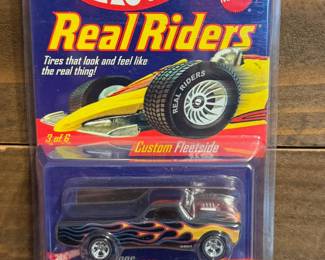 Real Riders
Tires that look and feel like
the real thing!
REAL RIDERS
3 of 6
Custom Fleetside